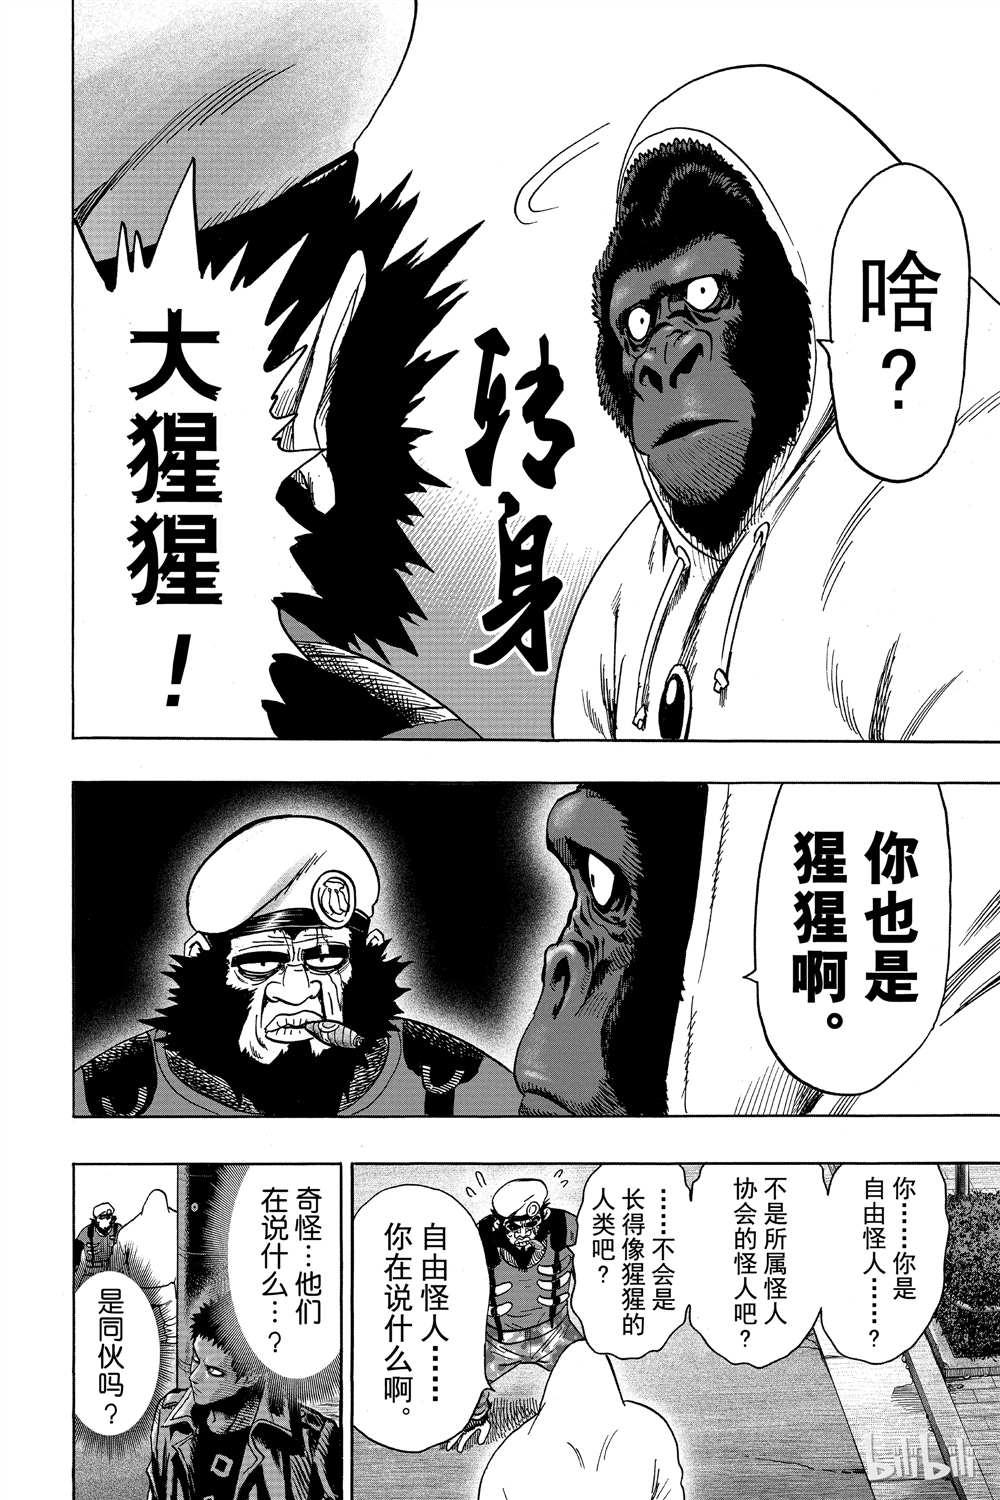 啥？
转身
大猩猩！
你也是
猩猩啊。
你……你是
自由怪人……？
不是所属怪人
协会的怪人吧？
……不会是
长得像猩猩的
人类吧？
自由怪人……
你在说什么啊。
奇怪…他们
在说什么…？
是同伙吗？
bilibili